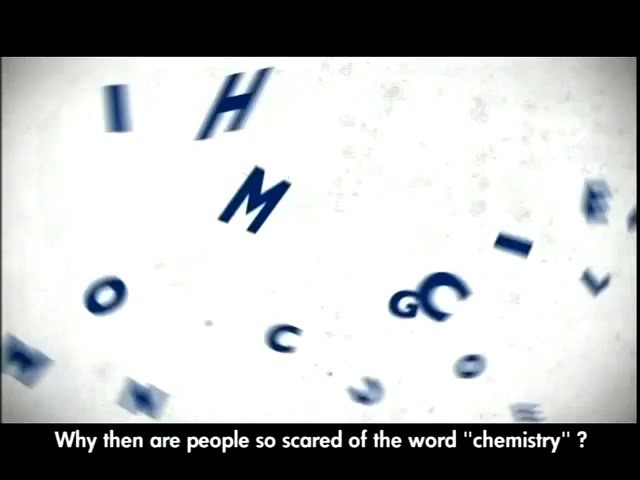 I H
M
E
I
O G C V
C
O
J
Why then are people so scared of the word "chemistry" ?